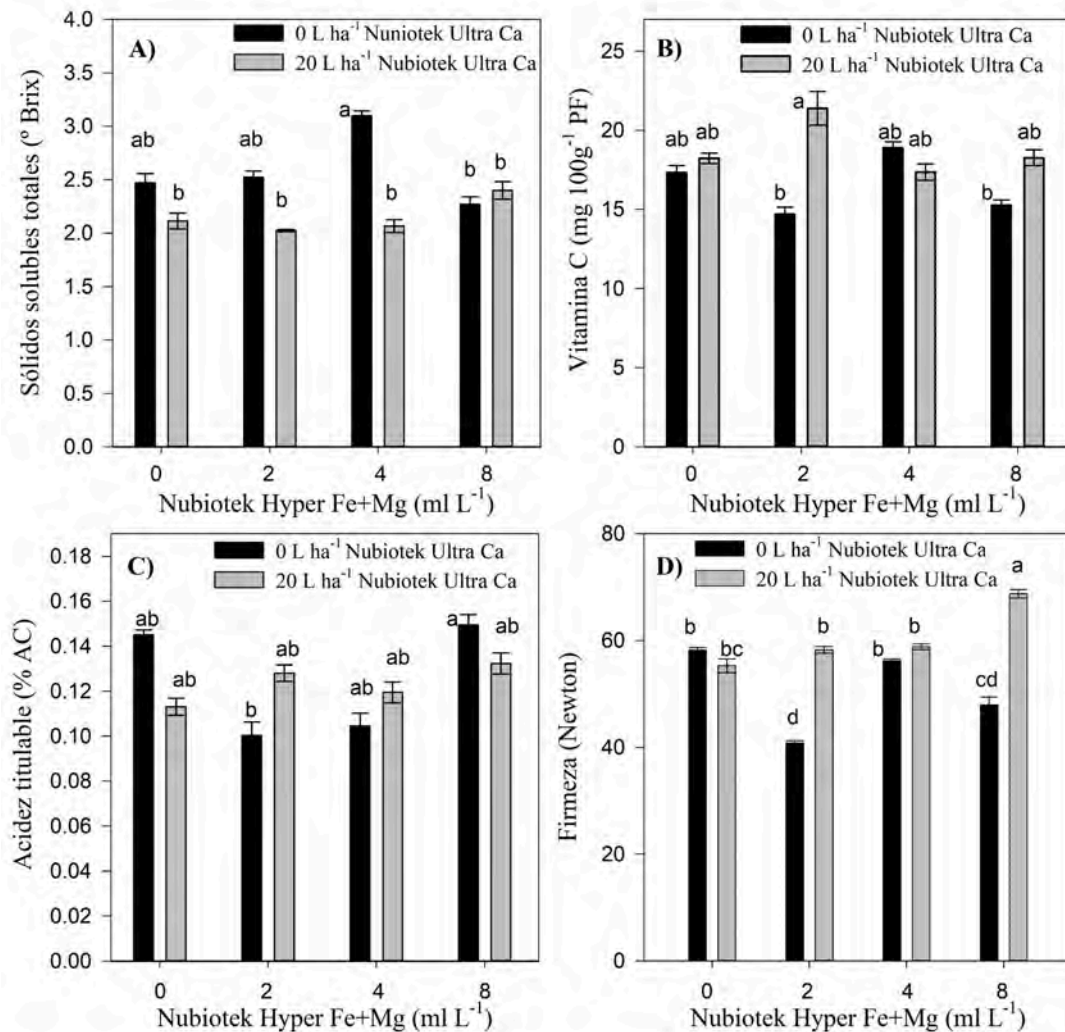 A)
0 L ha⁻¹ Nuniotek Ultra Ca
20 L ha⁻¹ Nubiotek Ultra Ca
Sólidos solubles totales (º Brix)
4.0
3.5
3.0
2.5
2.0
1.5
1.0
0.5
0.0
ab
b
ab
b
a
b
b
b
0
2
4
8
Nubiotek Hyper Fe+Mg (ml L⁻¹)
B)
0 L ha⁻¹ Nubiotek Ultra Ca
20 L ha⁻¹ Nubiotek Ultra Ca
Vitamina C (mg 100g⁻¹ PF)
25
20
15
10
5
0
ab
ab
b
a
ab
ab
b
ab
0
2
4
8
Nubiotek Hyper Fe+Mg (ml L⁻¹)
C)
0 L ha⁻¹ Nubiotek Ultra Ca
20 L ha⁻¹ Nubiotek Ultra Ca
Acidez titulable (% AC)
0.18
0.16
0.14
0.12
0.10
0.08
0.06
0.04
0.02
0.00
ab
ab
b
ab
ab
ab
a
ab
0
2
4
8
Nubiotek Hyper Fe+Mg (ml L⁻¹)
D)
0 L ha⁻¹ Nubiotek Ultra Ca
20 L ha⁻¹ Nubiotek Ultra Ca
Firmeza (Newton)
80
60
40
20
0
b
bc
d
b
b
b
cd
a
0
2
4
8
Nubiotek Hyper Fe+Mg (ml L⁻¹)